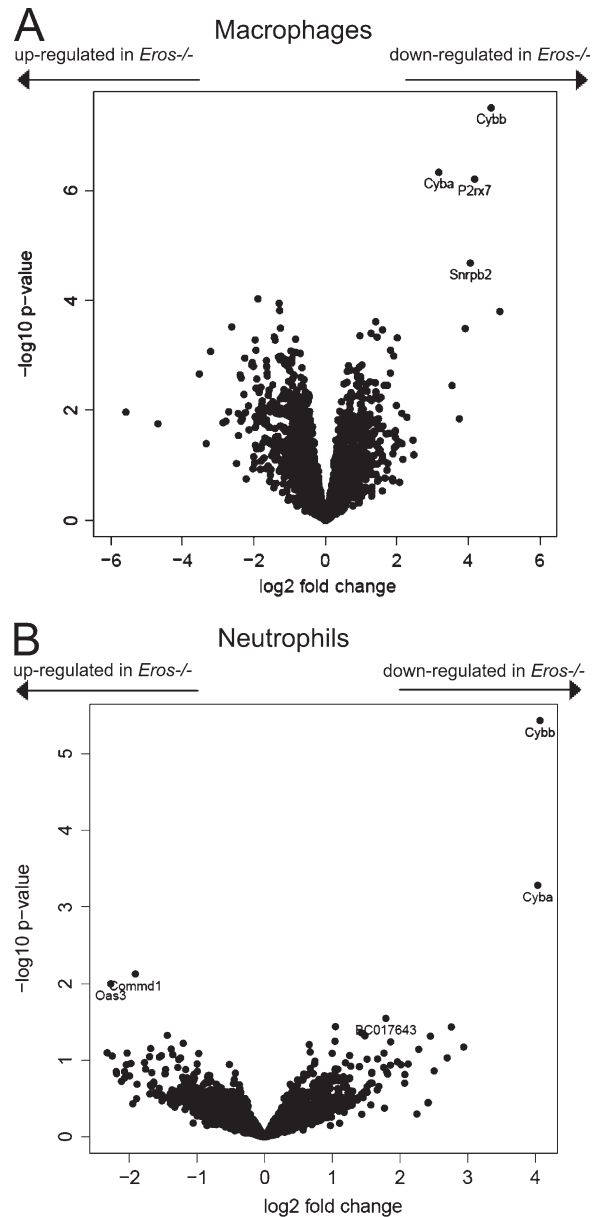 A
Macrophages
up-regulated in Eros-/-
down-regulated in Eros-/-
Cybb
Cyba
P2rx7
Snrpb2
6
4
2
0
−log10 p−value
−6 −4 −2 0 2 4 6
log2 fold change
B
Neutrophils
up-regulated in Eros-/-
down-regulated in Eros-/-
Cybb
Cyba
Commd1
Oas3
BC017643
5
4
3
2
1
0
−log10 p−value
−2 −1 0 1 2 3 4
log2 fold change